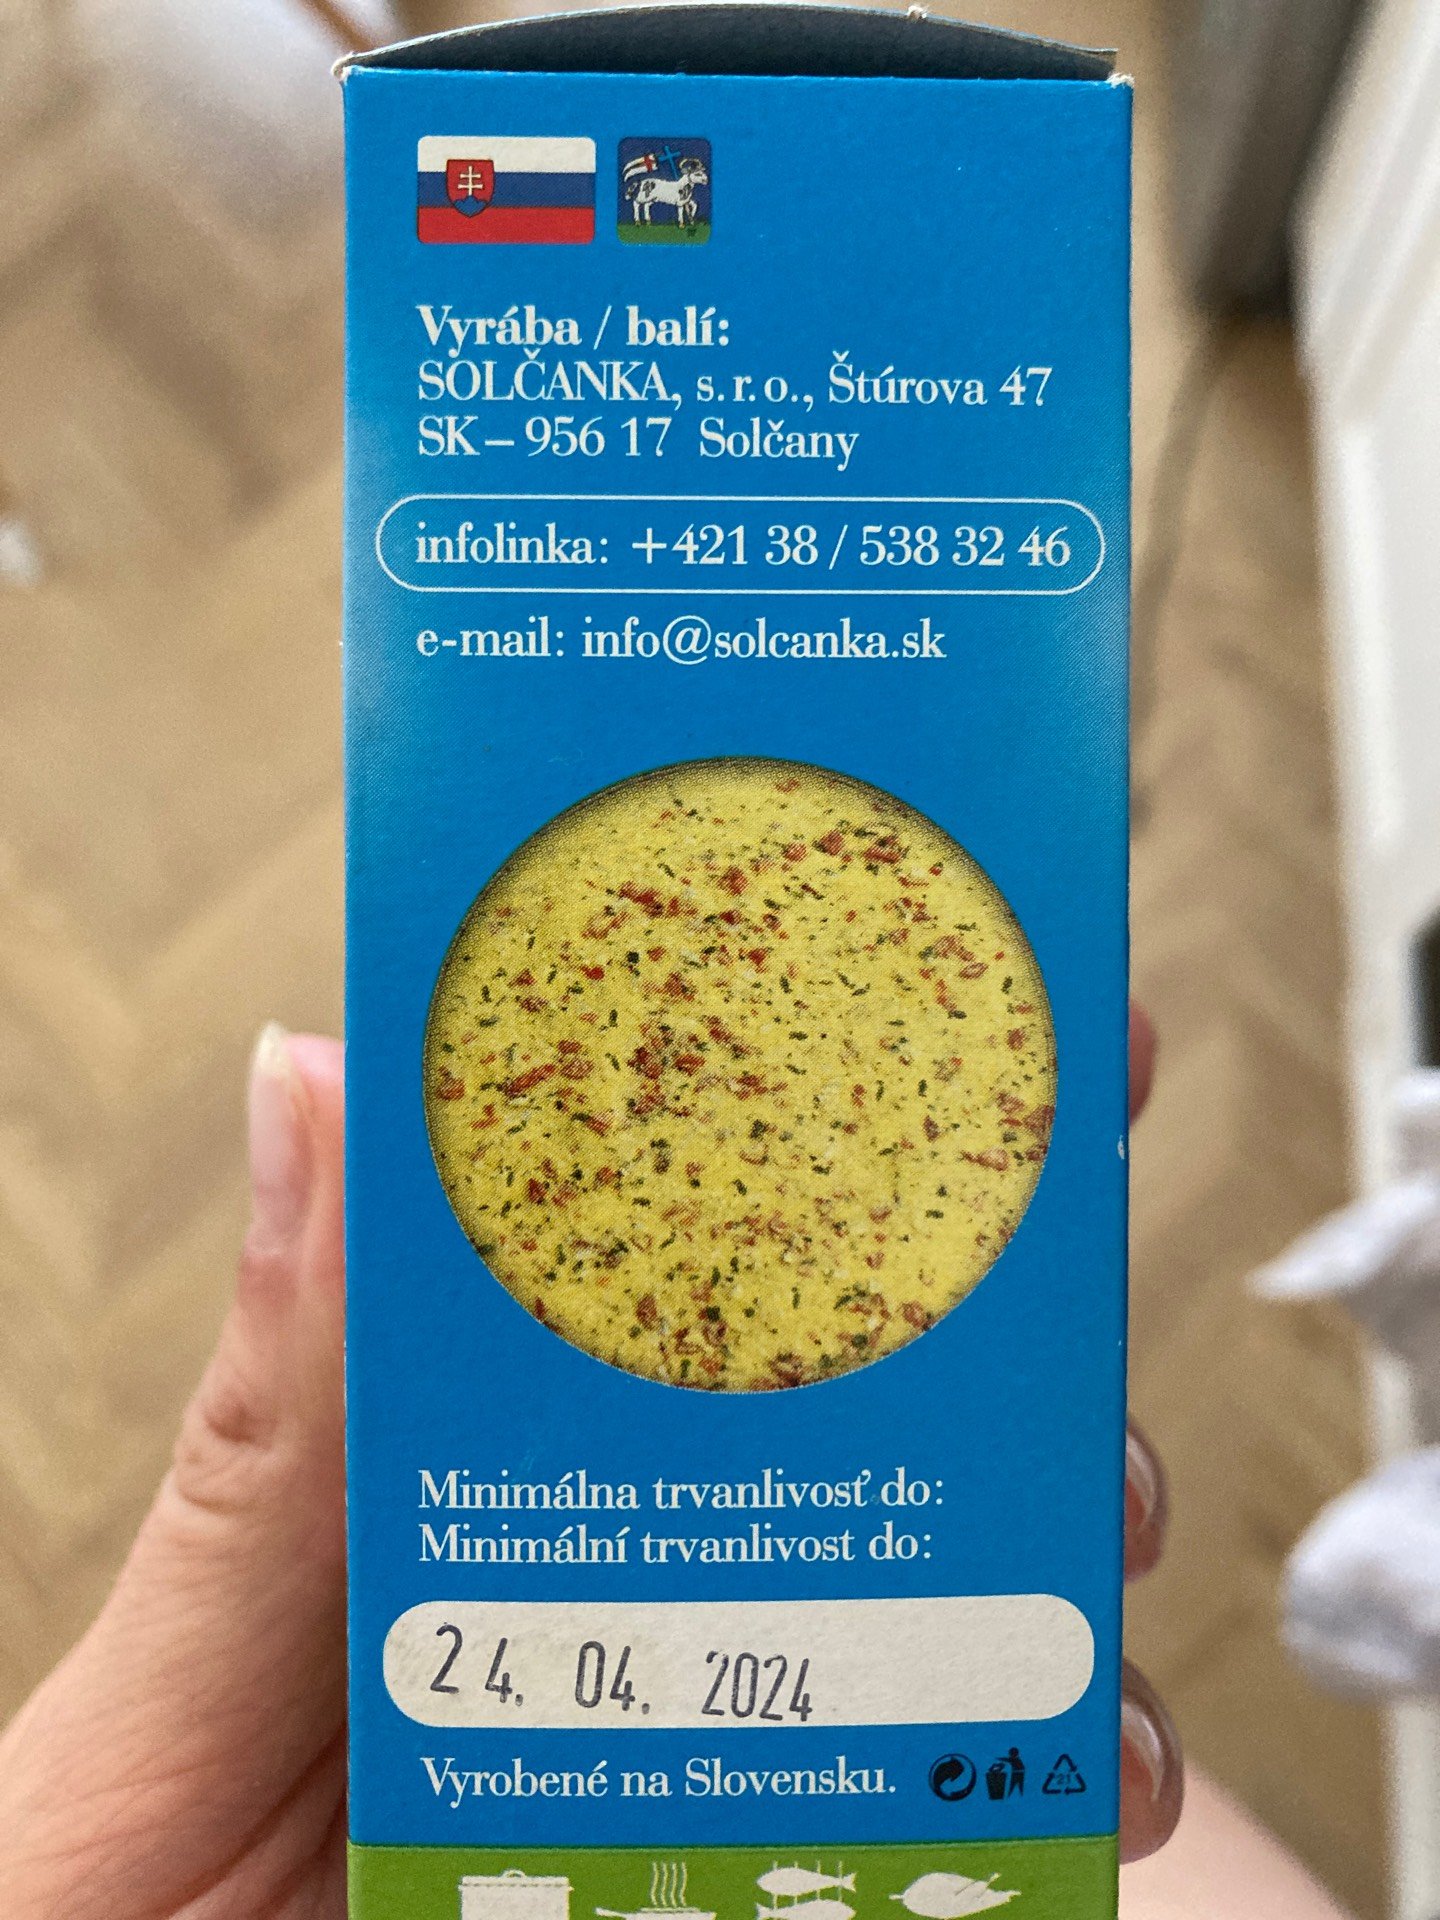 Vyrába / balí:
SOLČANKA, s. r. o., Štúrova 47
SK – 956 17 Solčany
infolinka: +421 38 / 538 32 46
e-mail: info@solcanka.sk
Minimálna trvanlivosť do:
Minimální trvanlivost do:
24. 04. 2024
Vyrobené na Slovensku.
21